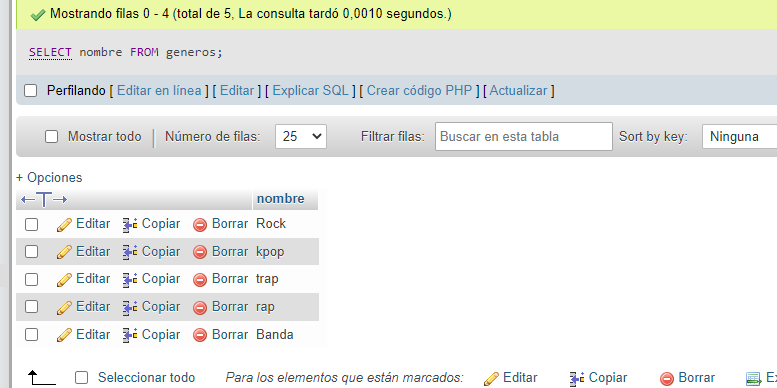 Mostrando filas 0 - 4 (total de 5, La consulta tardó 0,0010 segundos.)
SELECT nombre FROM generos;
Perfilando [ Editar en línea ] [ Editar ] [ Explicar SQL ] [ Crear código PHP ] [ Actualizar ]
Mostrar todo Número de filas: 25 Filtrar filas: Buscar en esta tabla Sort by key: Ninguna
+ Opciones
nombre
Editar Copiar Borrar Rock
Editar Copiar Borrar kpop
Editar Copiar Borrar trap
Editar Copiar Borrar rap
Editar Copiar Borrar Banda
Seleccionar todo Para los elementos que están marcados: Editar Copiar Borrar